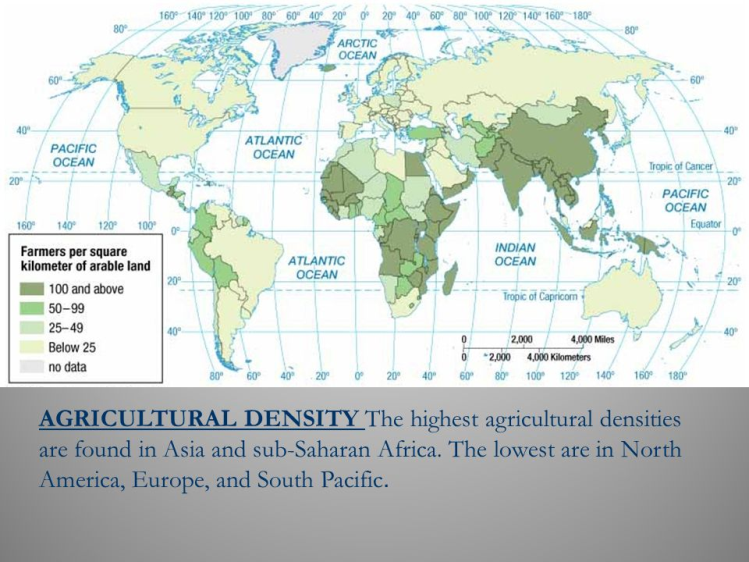 160° 140° 120° 80° 60° 40° 20° 0° 20° 40° 60° 80° 100° 120° 140° 160°
80° 80°
ARCTIC
OCEAN
60° 60°
40° 40°
PACIFIC
OCEAN
ATLANTIC
OCEAN
Tropic of Cancer
20° 20°
PACIFIC
OCEAN
160° 140° 120° 100°
Equator
0° 0° 0°
Farmers per square
kilometer of arable land
100 and above
50–99
25–49
Below 25
no data
ATLANTIC
OCEAN
INDIAN
OCEAN
20° 20° 20°
Tropic of Capricorn
40° 40°
0 2,000 4,000 Miles
0 2,000 4,000 Kilometers
80° 60° 40° 20° 0° 20° 40° 60° 80° 100° 120° 140° 160° 180°
AGRICULTURAL DENSITY The highest agricultural densities
are found in Asia and sub-Saharan Africa. The lowest are in North
America, Europe, and South Pacific.